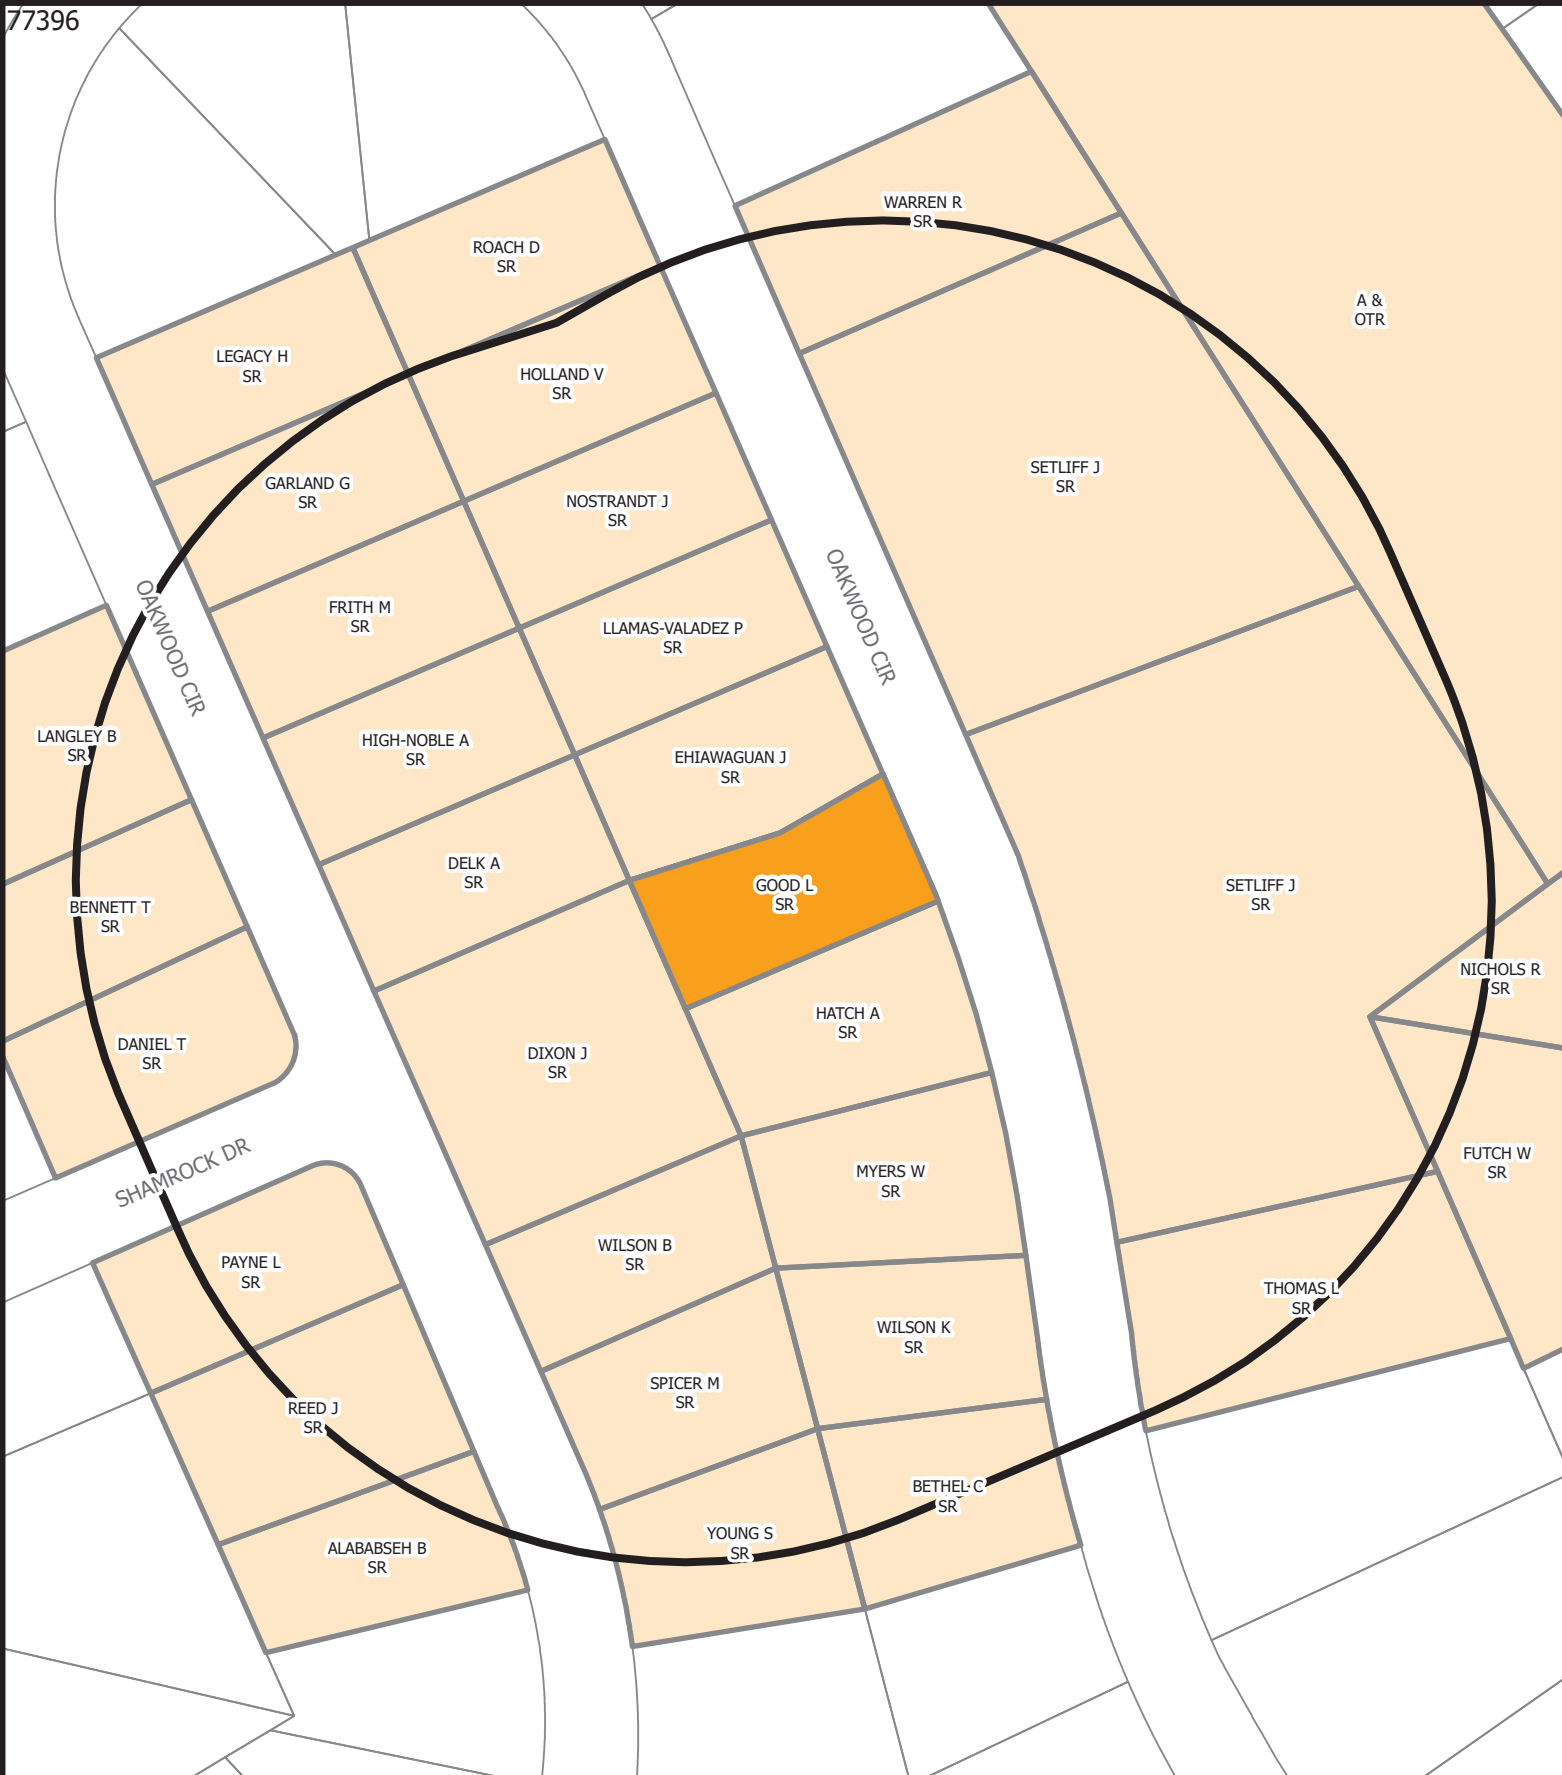 77396
WARREN R
SR
ROACH D
SR
A &
OTR
LEGACY H
SR
HOLLAND V
SR
SETLIFF J
SR
GARLAND G
SR
NOSTRANDT J
SR
OAKWOOD CIR
OAKWOOD CIR
FRITH M
SR
LLAMAS-VALADEZ P
SR
LANGLEY B
SR
HIGH-NOBLE A
SR
EHIAWAGUAN J
SR
DELK A
SR
GOOD L
SR
SETLIFF J
SR
BENNETT T
SR
NICHOLS R
SR
HATCH A
SR
DANIEL T
SR
DIXON J
SR
SHAMROCK DR
MYERS W
SR
FUTCH W
SR
WILSON B
SR
PAYNE L
SR
THOMAS L
SR
WILSON K
SR
SPICER M
SR
REED J
SR
BETHEL C
SR
YOUNG S
SR
ALABABSEH B
SR